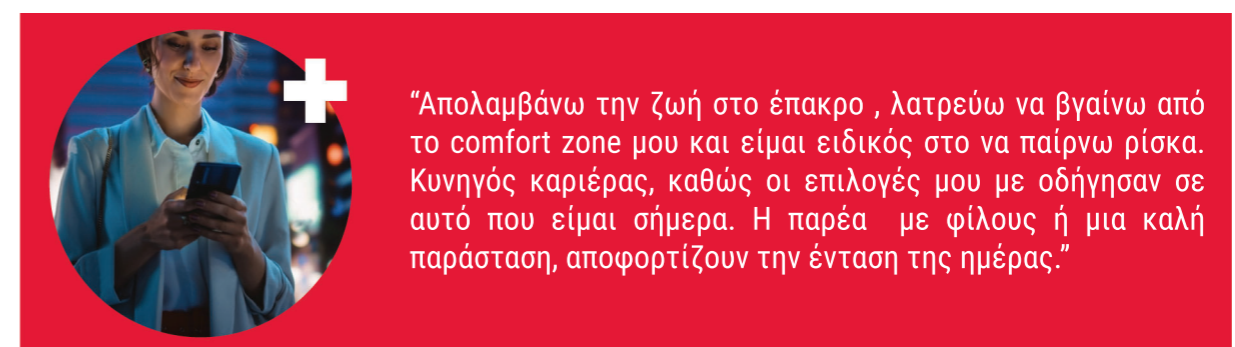 “Απολαμβάνω την ζωή στο έπακρο , λατρεύω να βγαίνω από
το comfort zone μου και είμαι ειδικός στο να παίρνω ρίσκα.
Κυνηγός καριέρας, καθώς οι επιλογές μου με οδήγησαν σε
αυτό που είμαι σήμερα. Η παρέα  με φίλους ή μια καλή
παράσταση, αποφορτίζουν την ένταση της ημέρας.”